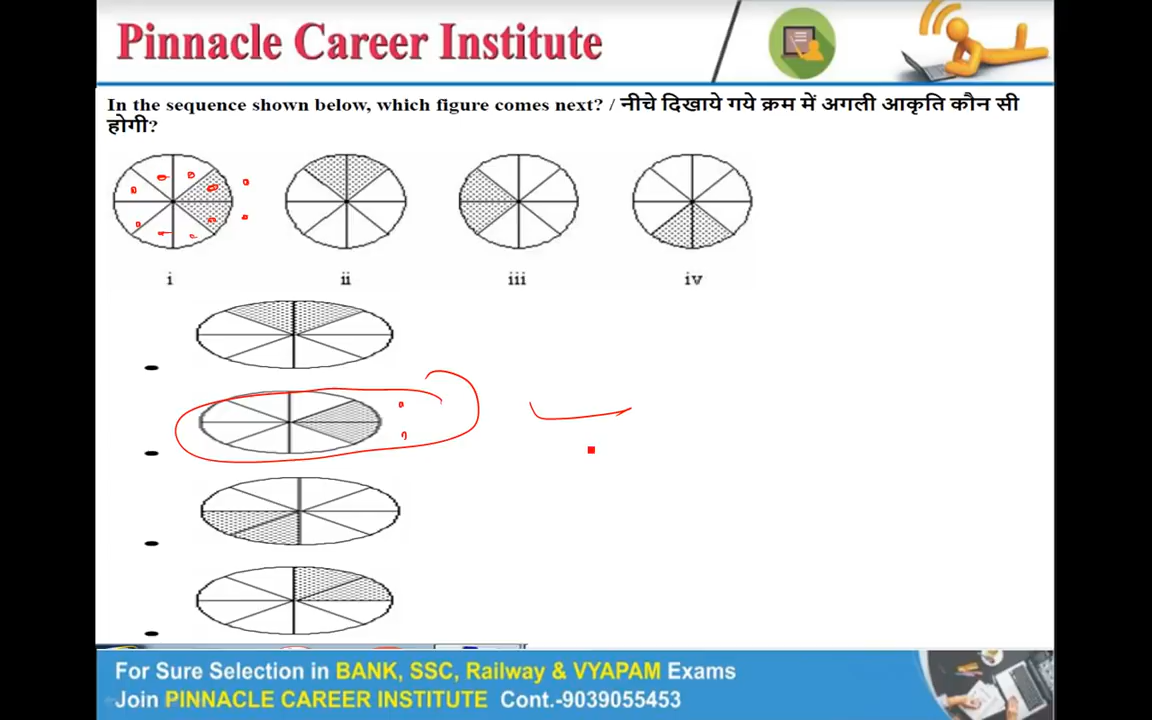 Pinnacle Career Institute
In the sequence shown below, which figure comes next? / नीचे दिखाये गये क्रम में अगली आकृति कौन सी
होगी?
i ii iii iv
For Sure Selection in BANK, SSC, Railway & VYAPAM Exams
Join PINNACLE CAREER INSTITUTE Cont.-9039055453